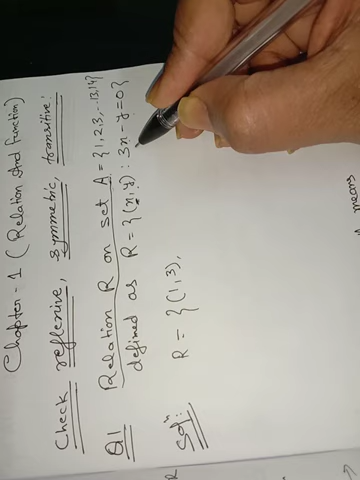 Chapter - 1 (Relation And Function)
Check reflexive, symmetric, transitive:
Q1 Relation R on set A = {1,2,3,...13,14}
defined as R = {(x,y) : 3x-y=0}
Solⁿ: R = { (1,3),
means
R